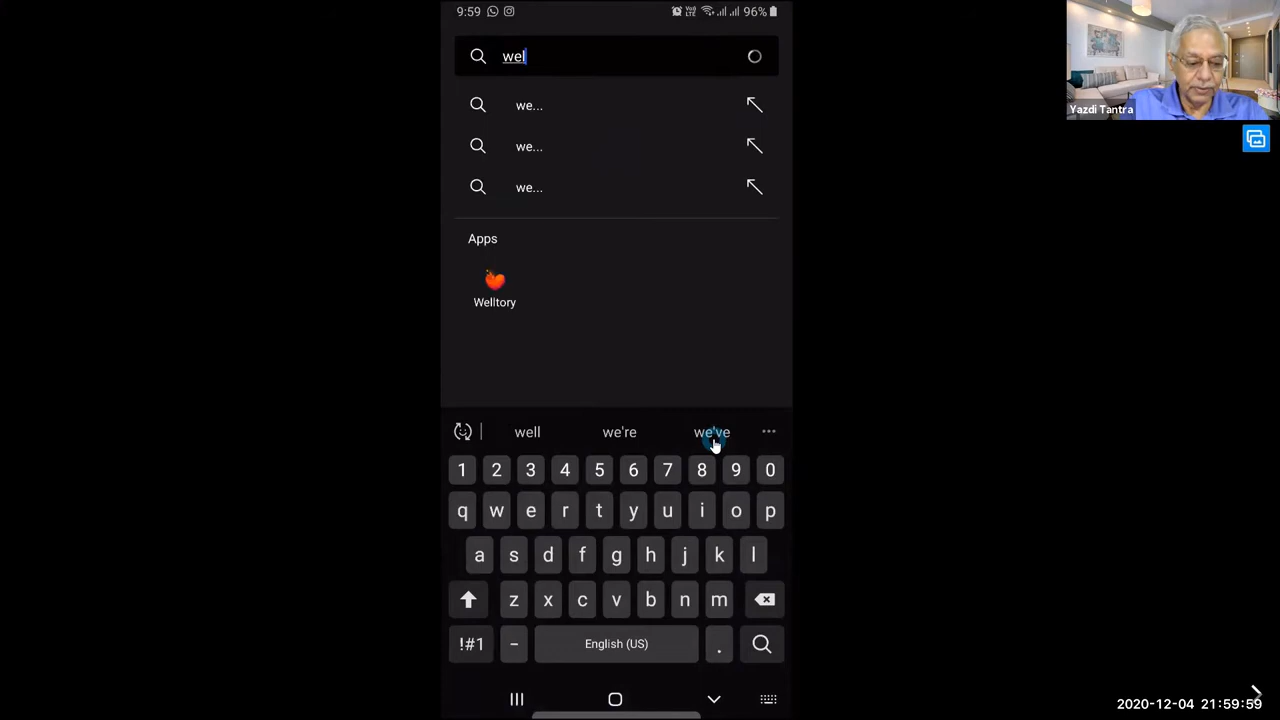 9:59 96%
wel
we...
we...
we...
Apps
Welltory
well we're we've
1 2 3 4 5 6 7 8 9 0
q w e r t y u i o p
a s d f g h j k l
z x c v b n m
!#1 - English (US) .
Yazdi Tantra
2020-12-04 21:59:59